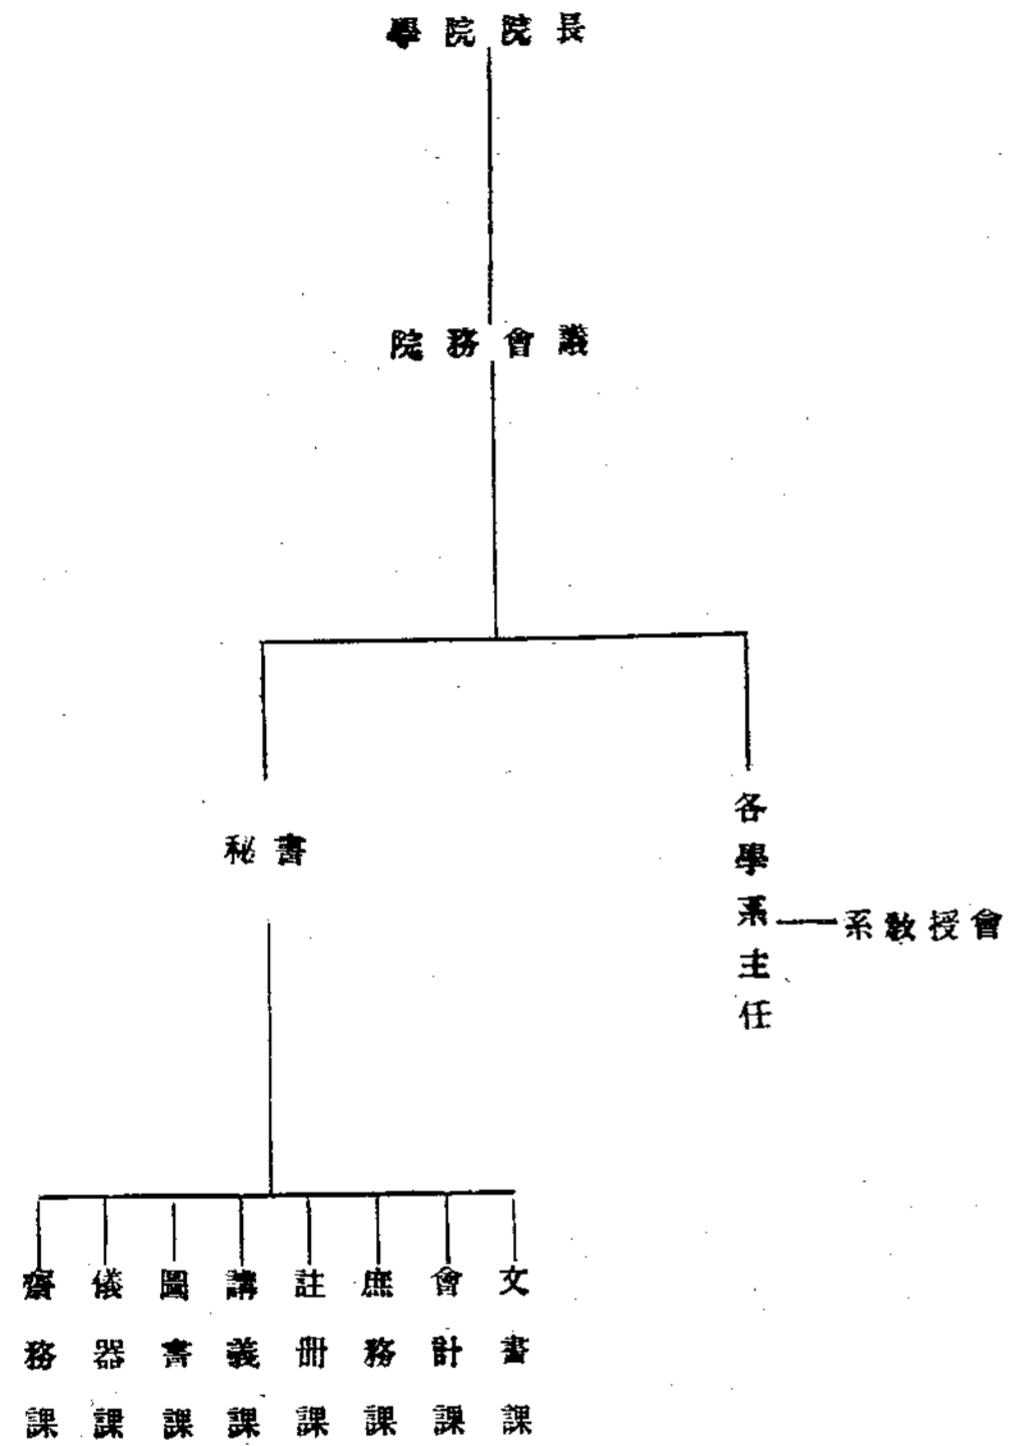 學院院長
院務會議
秘書
各學系主任
系教授會
齋務課
儀器課
圖書課
講義課
註冊課
庶務課
會計課
文書課